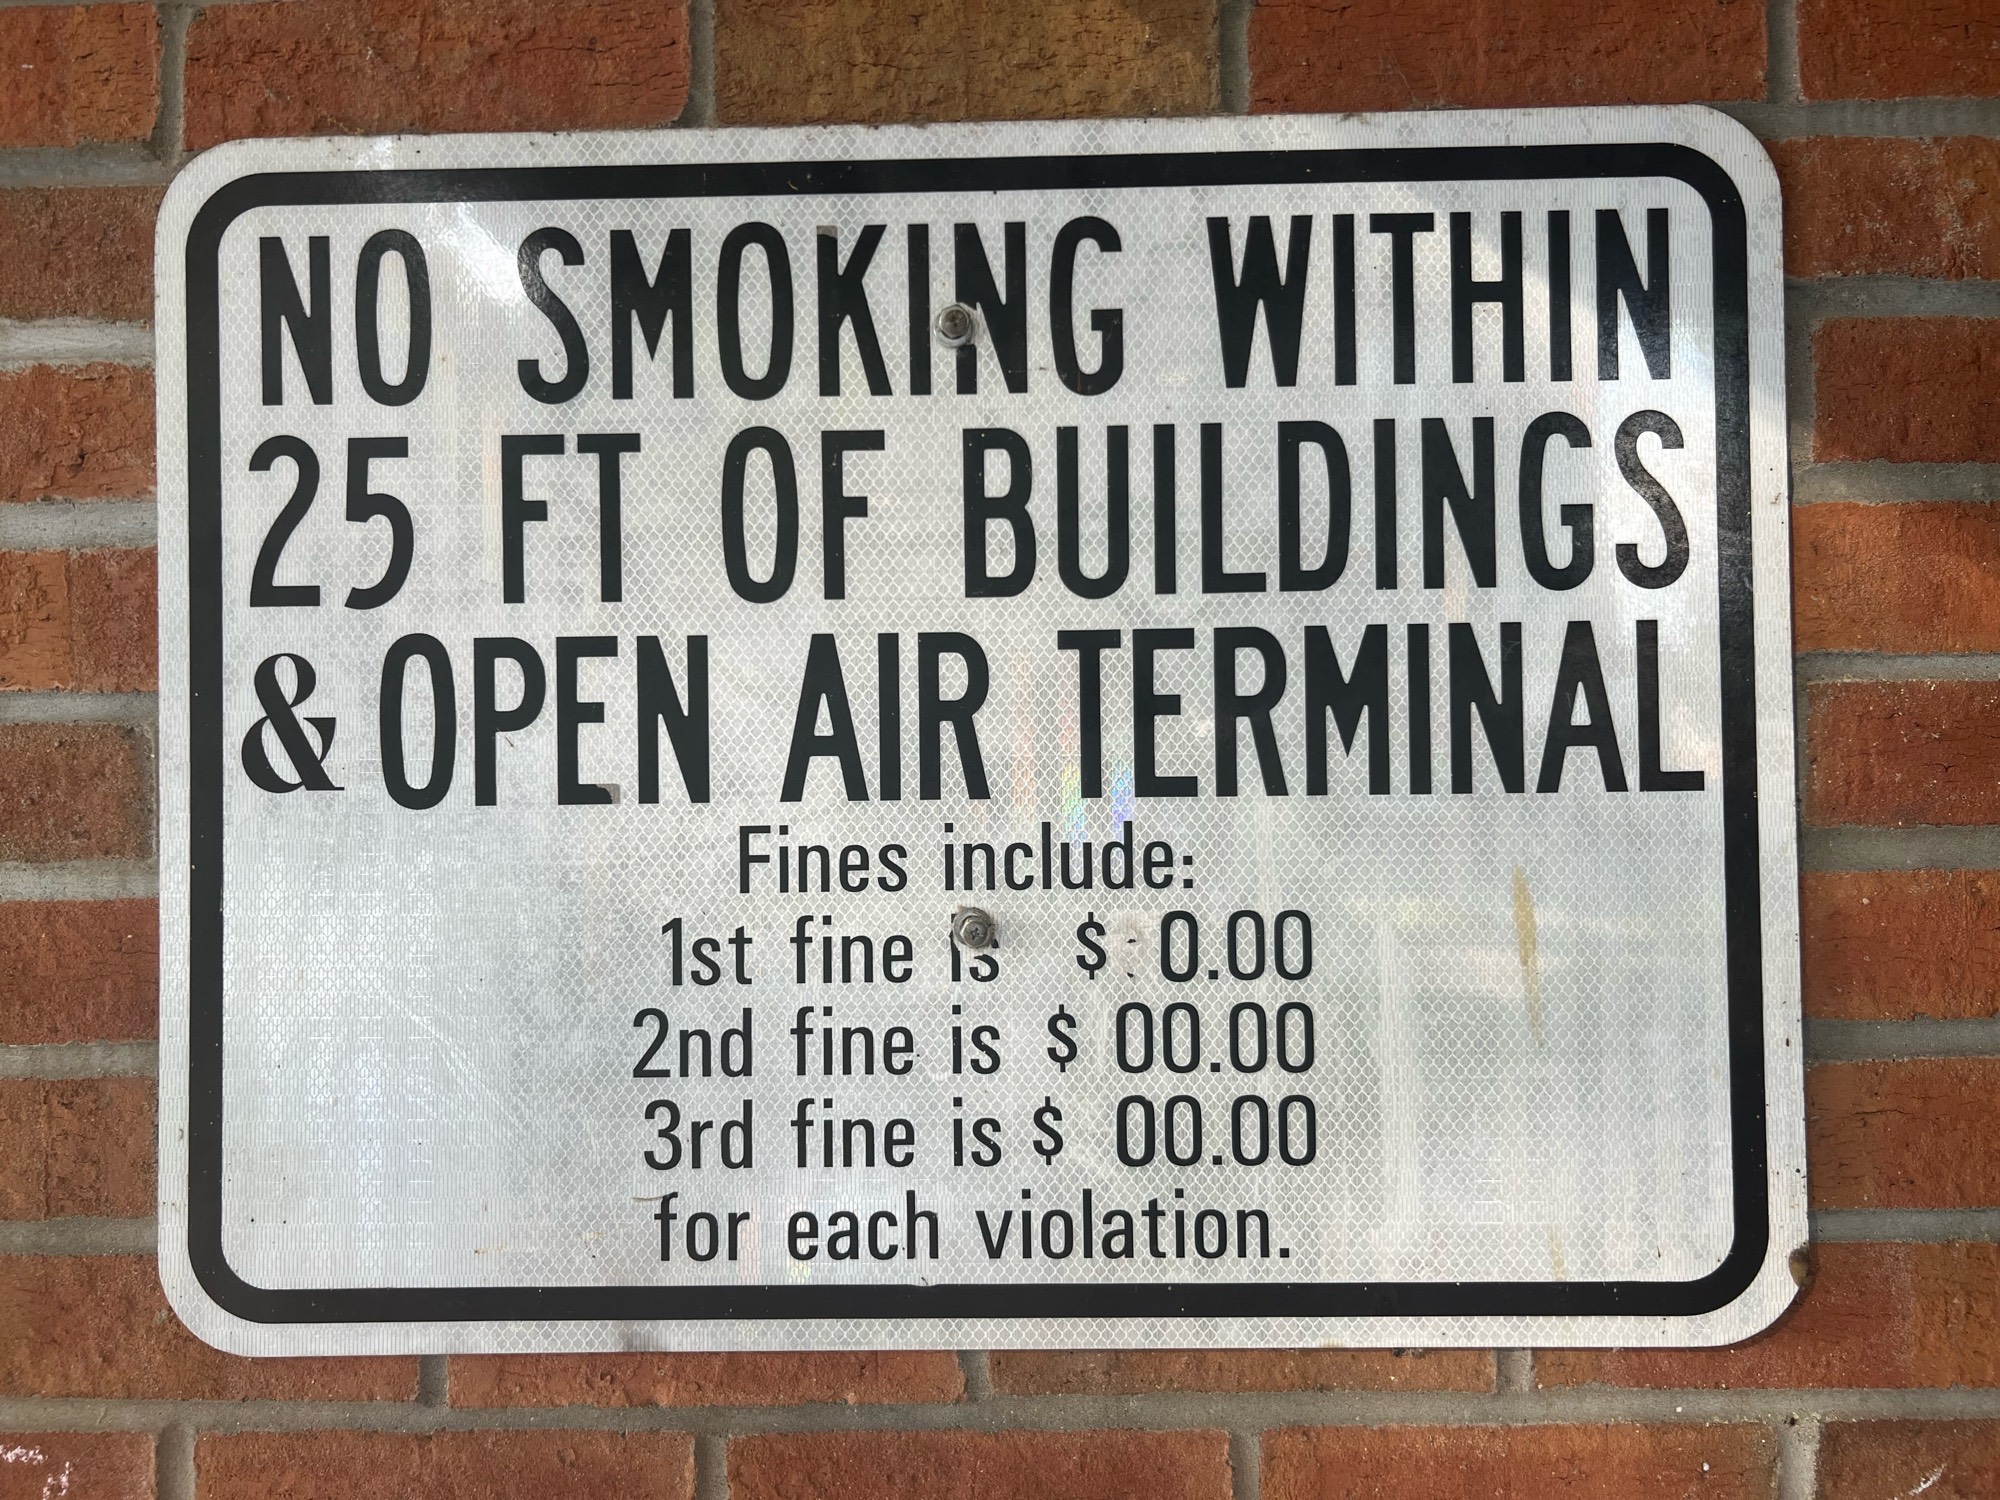 NO SMOKING WITHIN
25 FT OF BUILDINGS
& OPEN AIR TERMINAL
Fines include:
1st fine is $ 0.00
2nd fine is $ 00.00
3rd fine is $ 00.00
for each violation.